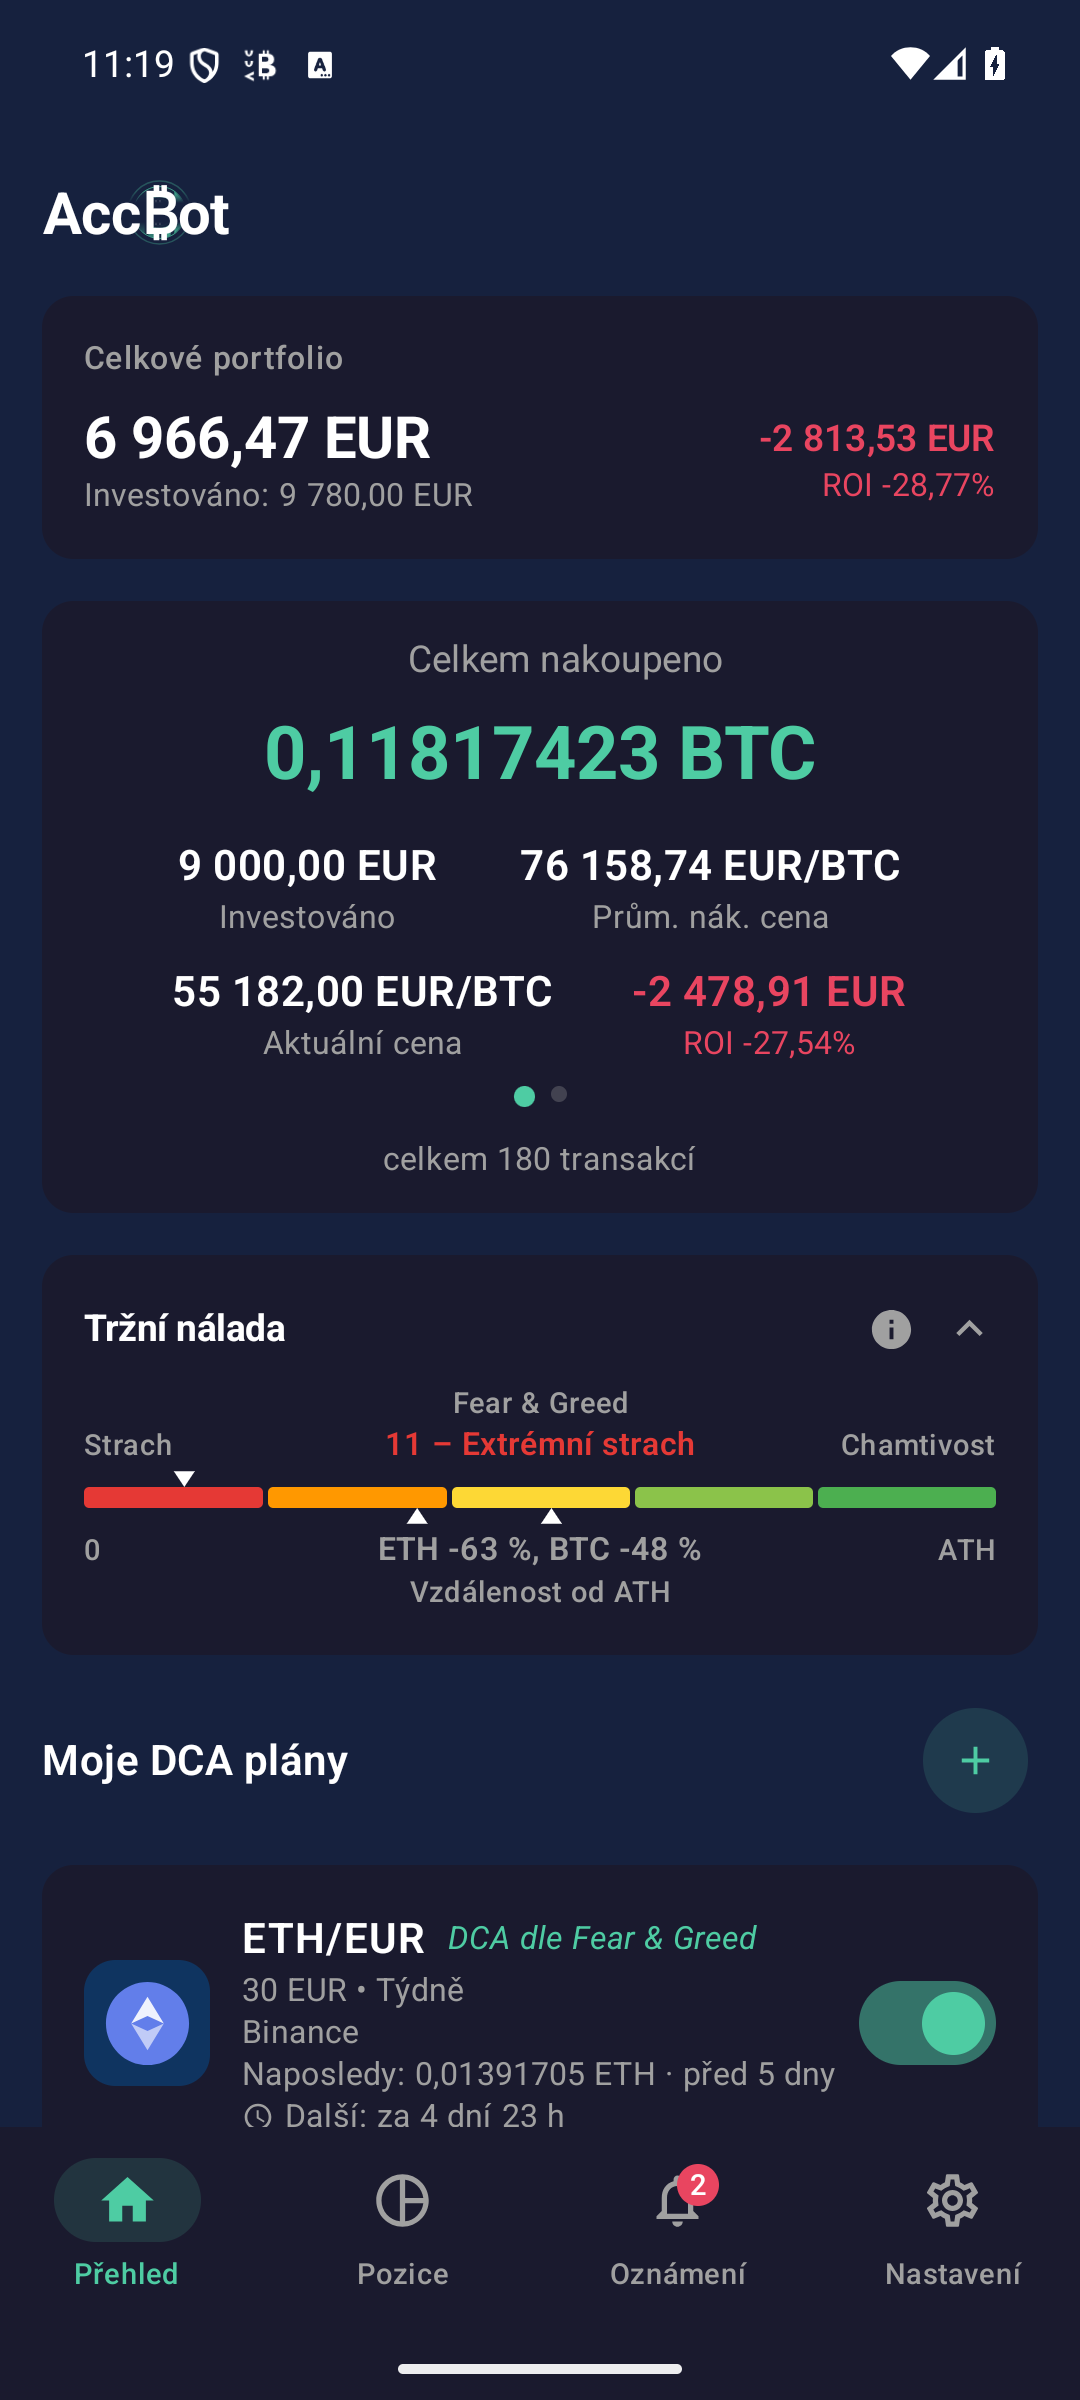 11:19
AccBot
Celkové portfolio
6 966,47 EUR
-2 813,53 EUR
Investováno: 9 780,00 EUR
ROI -28,77%
Celkem nakoupeno
0,11817423 BTC
9 000,00 EUR
76 158,74 EUR/BTC
Investováno
Prům. nák. cena
55 182,00 EUR/BTC
-2 478,91 EUR
Aktuální cena
ROI -27,54%
celkem 180 transakcí
Tržní nálada
Fear & Greed
Strach
11 – Extrémní strach
Chamtivost
0
ETH -63 %, BTC -48 %
ATH
Vzdálenost od ATH
Moje DCA plány
ETH/EUR DCA dle Fear & Greed
30 EUR • Týdně
Binance
Naposledy: 0,01391705 ETH · před 5 dny
Další: za 4 dní 23 h
2
Přehled
Pozice
Oznámení
Nastavení